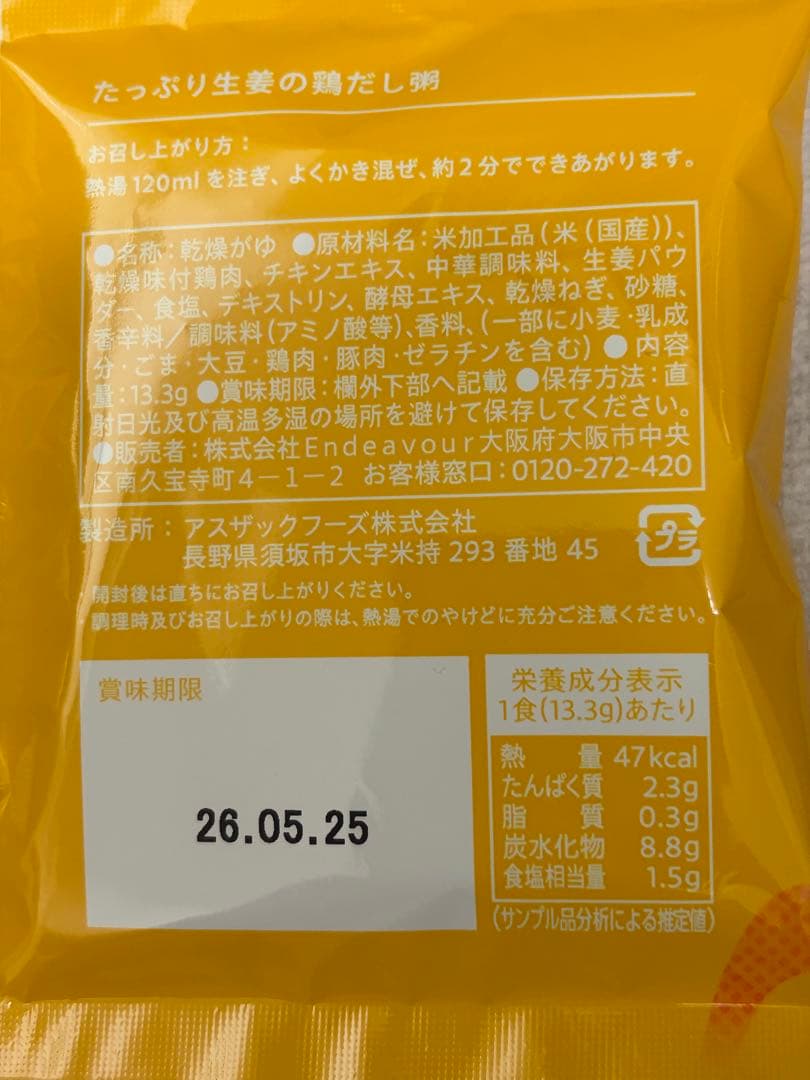 たっぷり生姜の鶏だし粥
お召し上がり方：
熱湯120mlを注ぎ、よくかき混ぜ、約2分でできあがります。
●名称：乾燥がゆ ●原材料名：米加工品（米（国産））、
乾燥味付鶏肉、チキンエキス、中華調味料、生姜パウ
ダー、食塩、デキストリン、酵母エキス、乾燥ねぎ、砂糖、
香辛料／調味料（アミノ酸等）、香料、（一部に小麦・乳成
分・ごま・大豆・鶏肉・豚肉・ゼラチンを含む）●内容
量：13.3g ●賞味期限：欄外下部へ記載 ●保存方法：直
射日光及び高温多湿の場所を避けて保存してください。
●販売者：株式会社Endeavour大阪府大阪市中央
区南久宝寺町4－1－2 お客様窓口：0120-272-420
製造所：アスザックフーズ株式会社
長野県須坂市大字米持 293 番地 45
プラ
開封後は直ちにお召し上がりください。
調理時及びお召し上がりの際は、熱湯でのやけどに充分ご注意ください。
賞味期限
26.05.25
栄養成分表示
1食(13.3g)あたり
熱量 47kcal
たんぱく質 2.3g
脂質 0.3g
炭水化物 8.8g
食塩相当量 1.5g
(サンプル品分析による推定値)